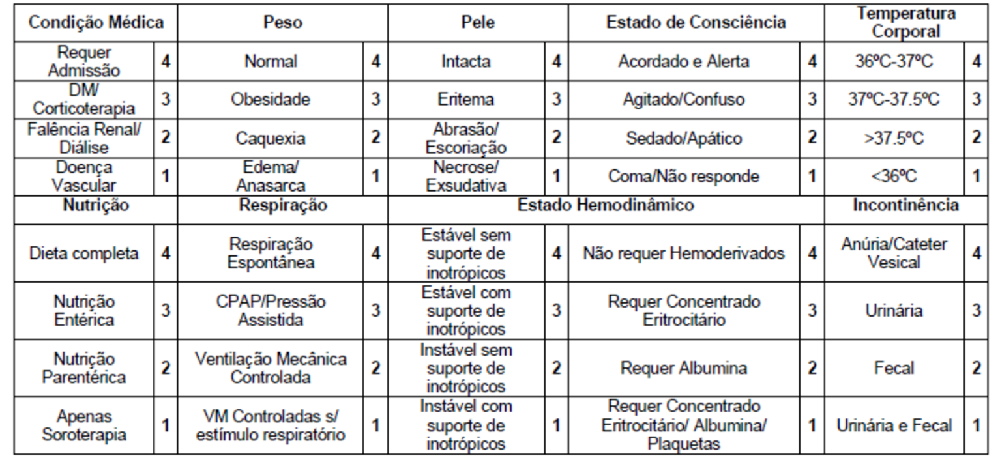 Condição Médica Peso Pele Estado de Consciência Temperatura Corporal
Requer Admissão 4 Normal 4 Intacta 4 Acordado e Alerta 4 36ºC-37ºC 4
DM/ Corticoterapia 3 Obesidade 3 Eritema 3 Agitado/Confuso 3 37ºC-37.5ºC 3
Falência Renal/ Diálise 2 Caquexia 2 Abrasão/ Escoriação 2 Sedado/Apático 2 >37.5ºC 2
Doença Vascular 1 Edema/ Anasarca 1 Necrose/ Exsudativa 1 Coma/Não responde 1 <36ºC 1
Nutrição Respiração Estado Hemodinâmico Incontinência
Dieta completa 4 Respiração Espontânea 4 Estável sem suporte de inotrópicos 4 Não requer Hemoderivados 4 Anúria/Cateter Vesical 4
Nutrição Entérica 3 CPAP/Pressão Assistida 3 Estável com suporte de inotrópicos 3 Requer Concentrado Eritrocitário 3 Urinária 3
Nutrição Parentérica 2 Ventilação Mecânica Controlada 2 Instável sem suporte de inotrópicos 2 Requer Albumina 2 Fecal 2
Apenas Soroterapia 1 VM Controladas s/ estímulo respiratório 1 Instável com suporte de inotrópicos 1 Requer Concentrado Eritrocitário/ Albumina/ Plaquetas 1 Urinária e Fecal 1